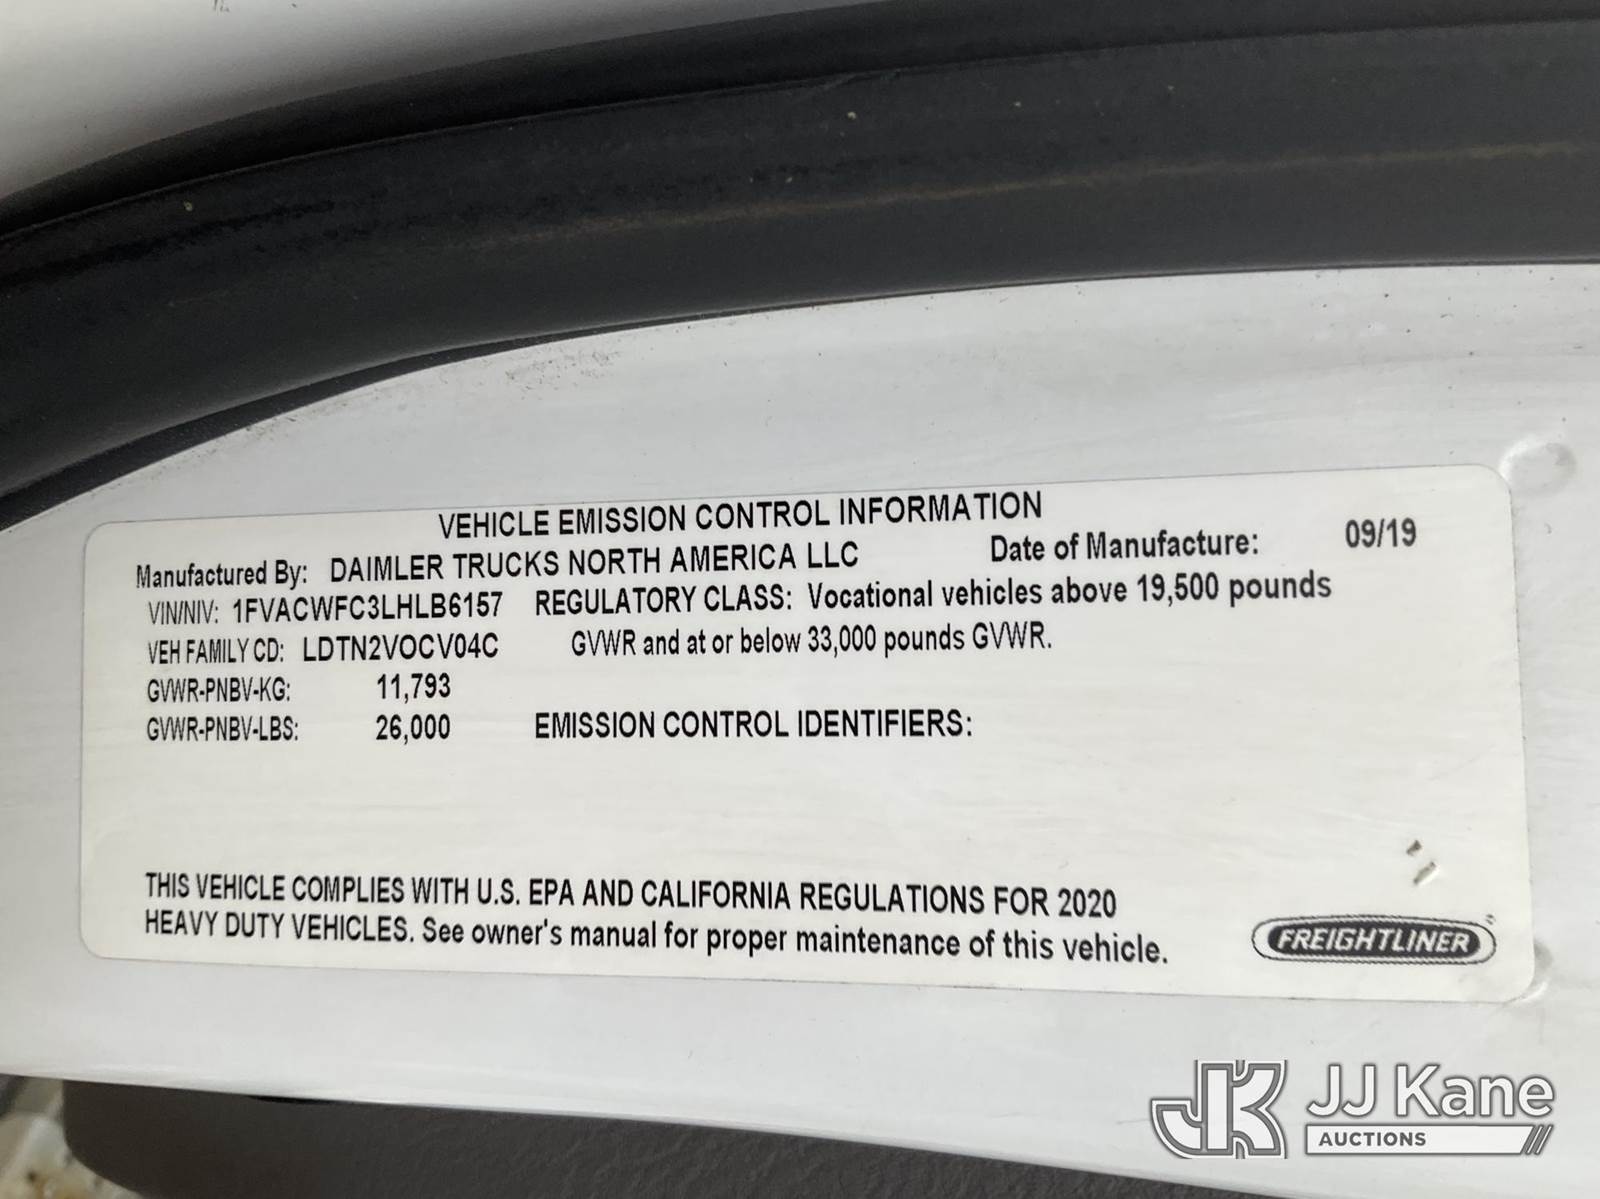 VEHICLE EMISSION CONTROL INFORMATION
Manufactured By: DAIMLER TRUCKS NORTH AMERICA LLC Date of Manufacture: 09/19
VIN/NIV: 1FVACWFC3LHLB6157 REGULATORY CLASS: Vocational vehicles above 19,500 pounds
VEH FAMILY CD: LDTN2VOCV04C GVWR and at or below 33,000 pounds GVWR.
GVWR-PNBV-KG: 11,793
GVWR-PNBV-LBS: 26,000 EMISSION CONTROL IDENTIFIERS:
THIS VEHICLE COMPLIES WITH U.S. EPA AND CALIFORNIA REGULATIONS FOR 2020
HEAVY DUTY VEHICLES. See owner's manual for proper maintenance of this vehicle.
FREIGHTLINER
JK JJ Kane
AUCTIONS